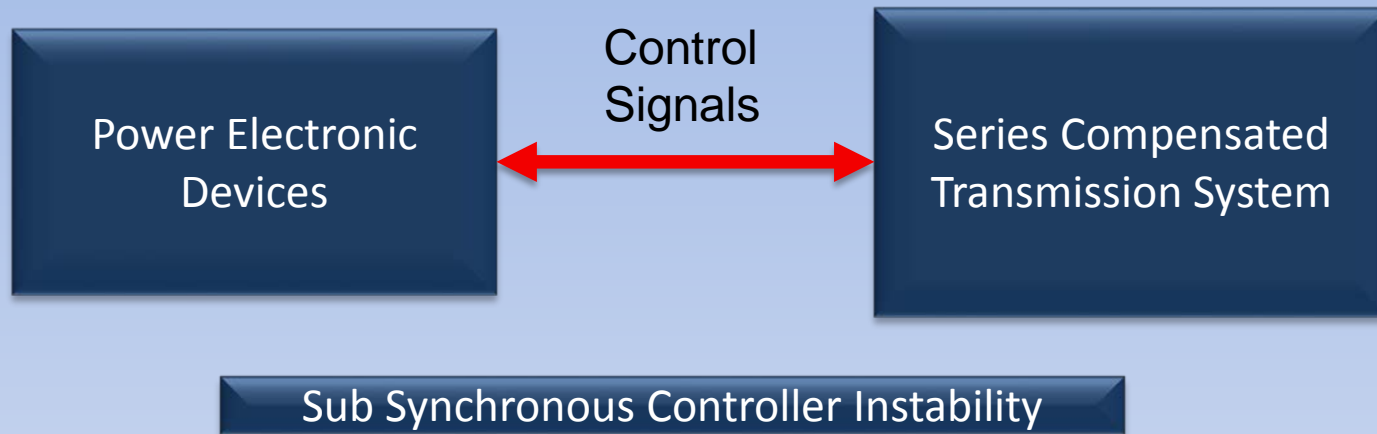 Power Electronic
Devices
Control
Signals
Series Compensated
Transmission System
Sub Synchronous Controller Instability